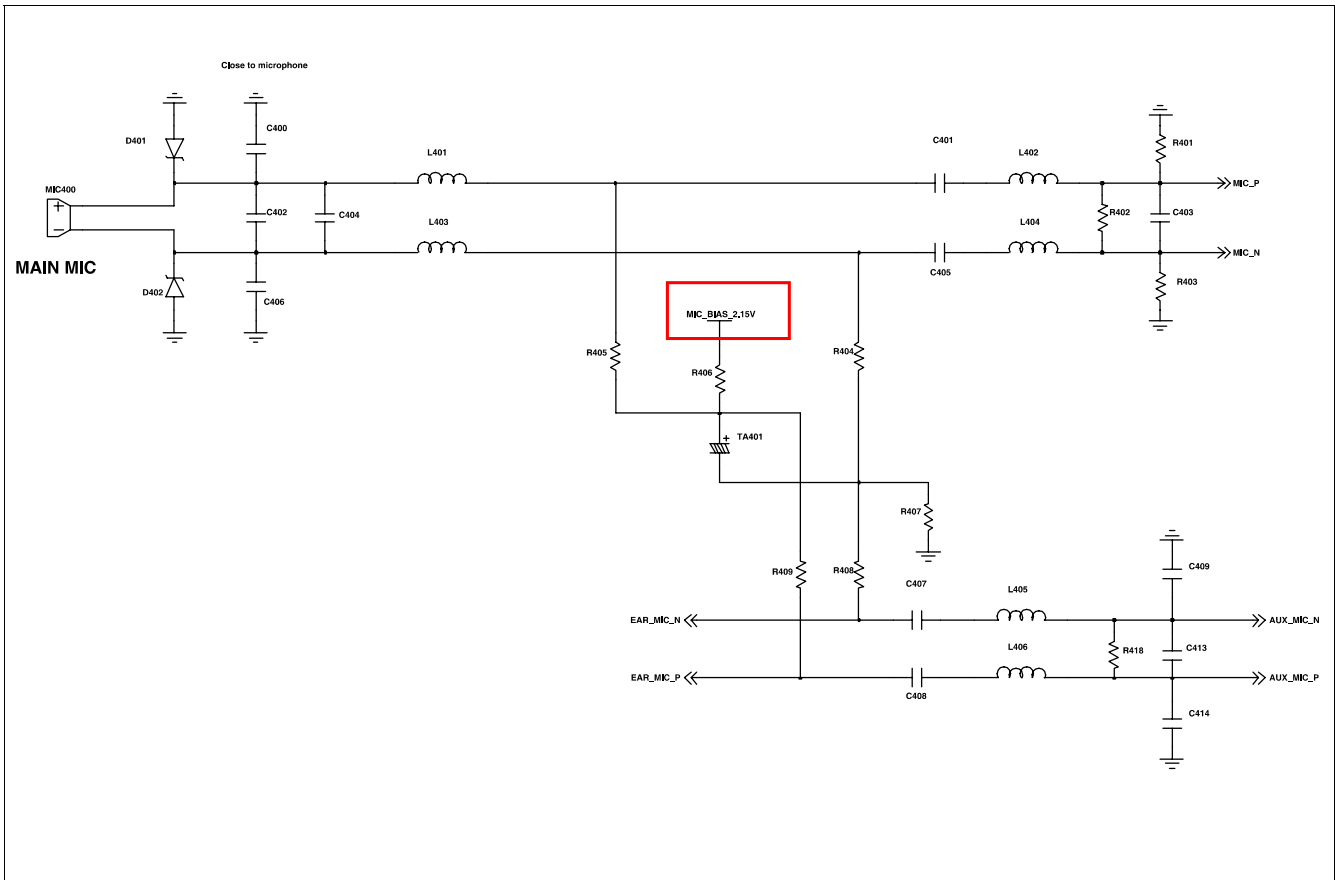 Close to microphone
C400
D401
C401
R401
L401
L402
MIC400
MIC_P
+
C402
C404
R402
C403
L403
L404
−
MIC_N
MAIN MIC
C405
R403
D402
C406
MIC_BIAS_2.15V
R405
R404
R406
+
TA401
R407
C409
R409
R408
C407
L405
EAR_MIC_N
AUX_MIC_N
L406
R418
C413
EAR_MIC_P
AUX_MIC_P
C408
C414